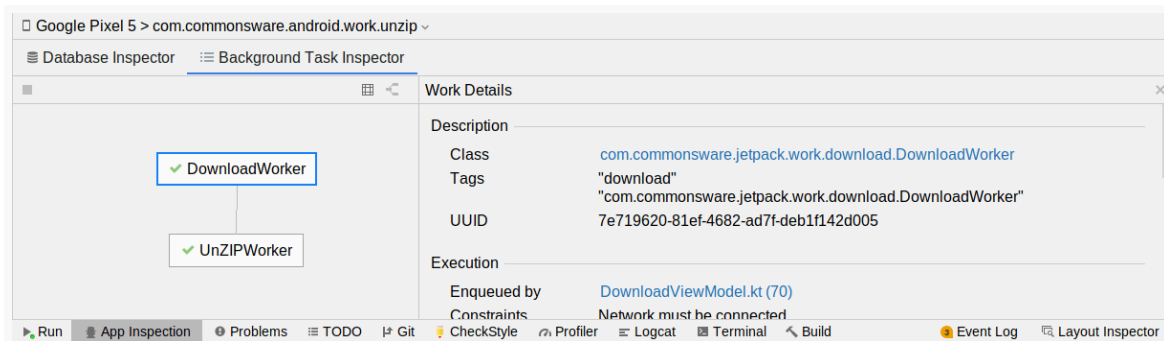 Google Pixel 5 > com.commonsware.android.work.unzip
Database Inspector Background Task Inspector
Work Details
Description
DownloadWorker
Class com.commonsware.jetpack.work.download.DownloadWorker
Tags "download"
"com.commonsware.jetpack.work.download.DownloadWorker"
UUID 7e719620-81ef-4682-ad7f-deb1f142d005
UnZIPWorker
Execution
Enqueued by DownloadViewModel.kt (70)
Constraints Network must be connected
Run App Inspection Problems TODO Git CheckStyle Profiler Logcat Terminal Build 3 Event Log Layout Inspector